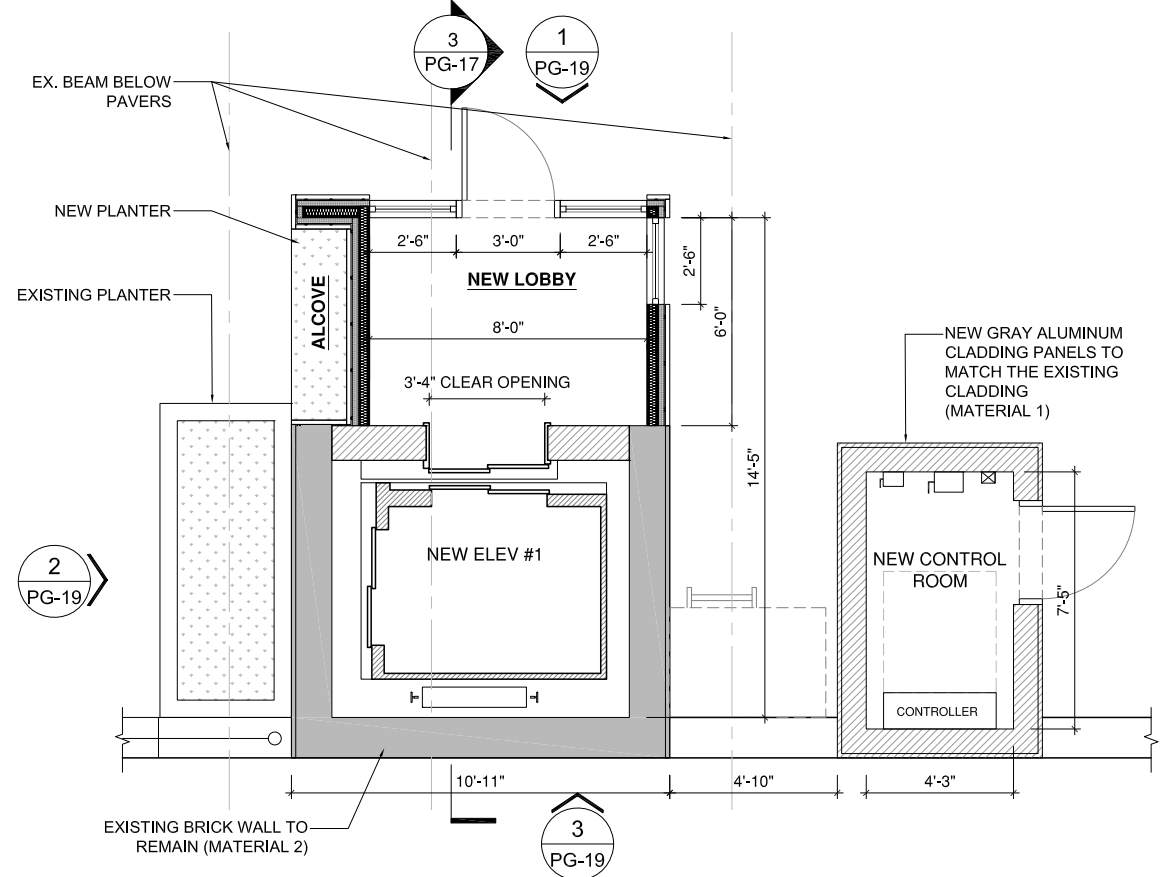 3
PG-17
1
PG-19
EX. BEAM BELOW
PAVERS
NEW PLANTER
EXISTING PLANTER
ALCOVE
2'-6"
3'-0"
2'-6"
NEW LOBBY
8'-0"
3'-4" CLEAR OPENING
2'-6"
6'-0"
14'-5"
NEW GRAY ALUMINUM
CLADDING PANELS TO
MATCH THE EXISTING
CLADDING
(MATERIAL 1)
NEW ELEV #1
2
PG-19
NEW CONTROL
ROOM
7'-5"
CONTROLLER
10'-11"
4'-10"
4'-3"
EXISTING BRICK WALL TO
REMAIN (MATERIAL 2)
3
PG-19